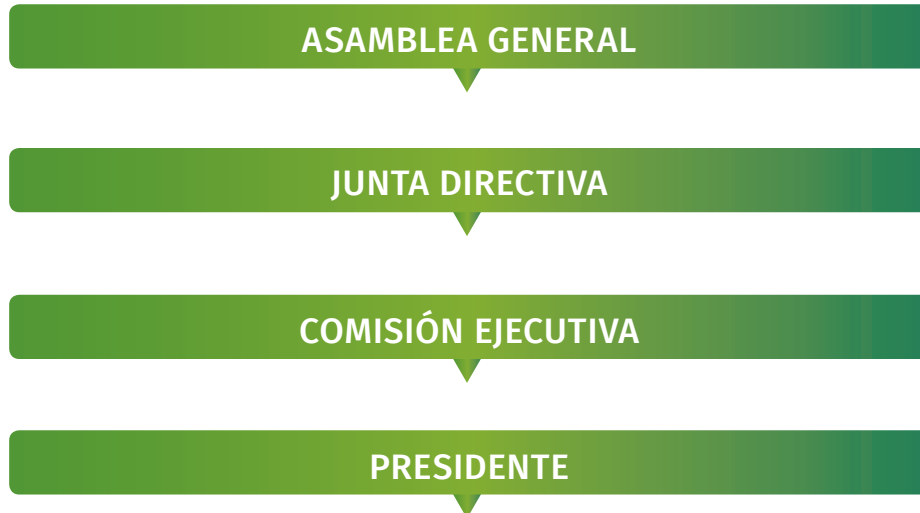 ASAMBLEA GENERAL
JUNTA DIRECTIVA
COMISIÓN EJECUTIVA
PRESIDENTE